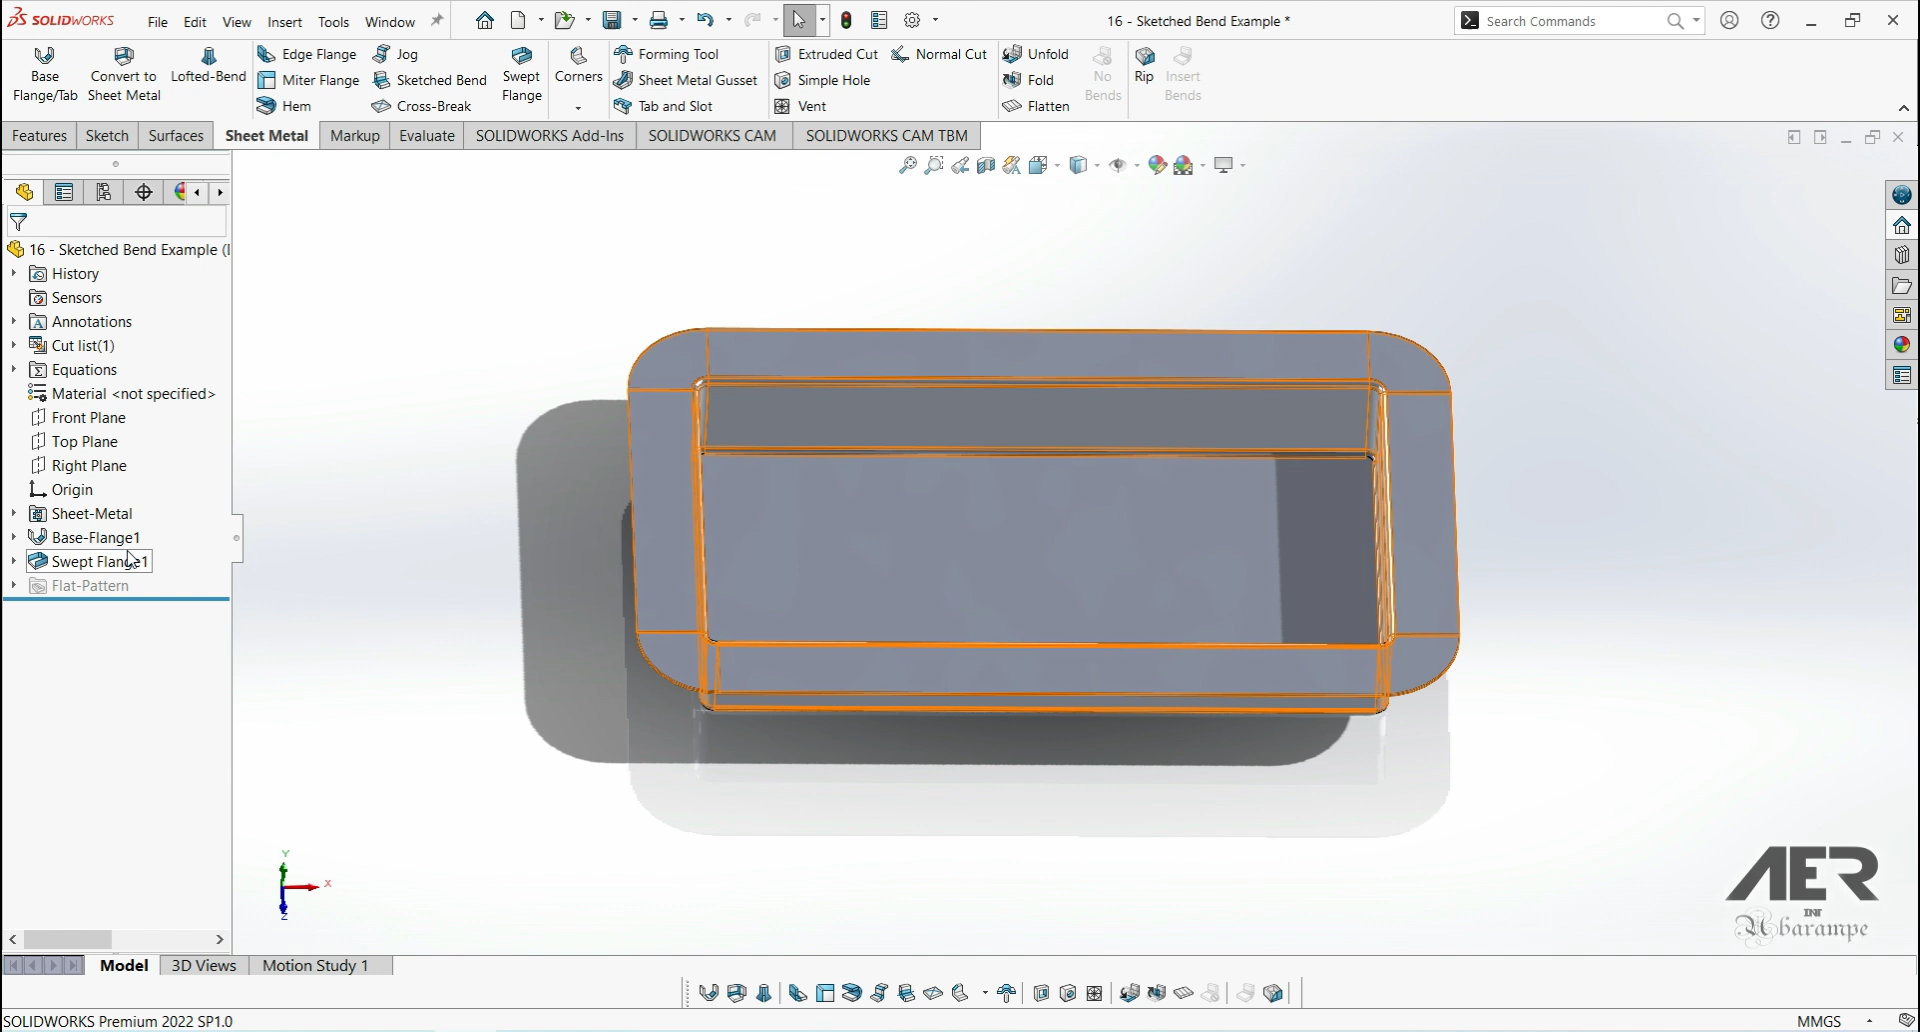 SOLIDWORKS File Edit View Insert Tools Window 16 - Sketched Bend Example * Search Commands
Base Flange/Tab
Convert to Sheet Metal
Lofted-Bend
Edge Flange
Miter Flange
Hem
Jog
Sketched Bend
Cross-Break
Swept Flange
Corners
Forming Tool
Sheet Metal Gusset
Tab and Slot
Extruded Cut
Simple Hole
Vent
Normal Cut
Unfold
Fold
Flatten
No Bends
Rip
Insert Bends
Features Sketch Surfaces Sheet Metal Markup Evaluate SOLIDWORKS Add-Ins SOLIDWORKS CAM SOLIDWORKS CAM TBM
16 - Sketched Bend Example (
History
Sensors
Annotations
Cut list(1)
Equations
Material <not specified>
Front Plane
Top Plane
Right Plane
Origin
Sheet-Metal
Base-Flange1
Swept Flange1
Flat-Pattern
Y
X
Z
AER
INF
Ubarampe
Model 3D Views Motion Study 1
SOLIDWORKS Premium 2022 SP1.0 MMGS